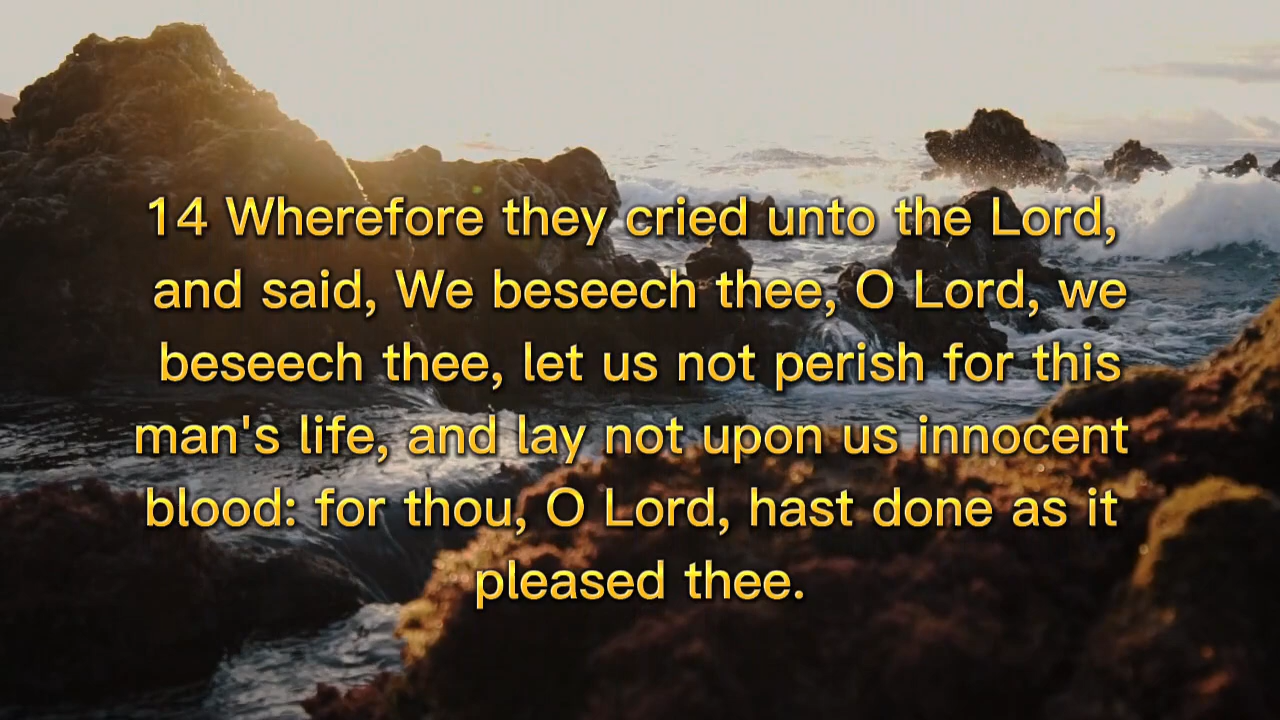 14 Wherefore they cried unto the Lord,
and said, We beseech thee, O Lord, we
beseech thee, let us not perish for this
man's life, and lay not upon us innocent
blood: for thou, O Lord, hast done as it
pleased thee.